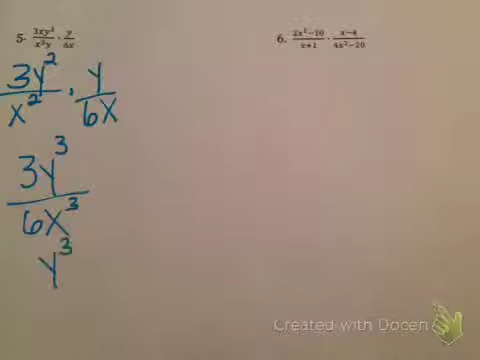 5. 3xy³/x³y · y/6x
6. 2x²-10/x+1 · x-4/4x²-20
3y²/x² · y/6x
3y³/6x³
y³
Created with Doceri